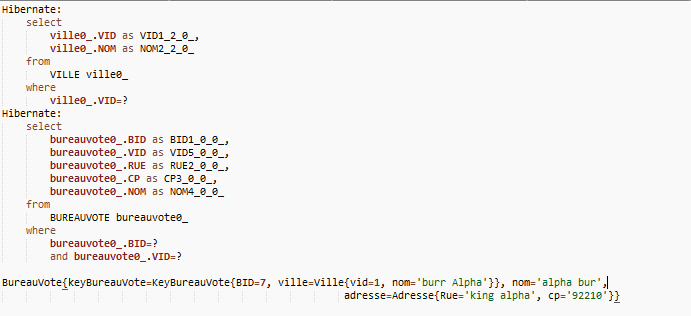 Hibernate:
select
ville0_.VID as VID1_2_0_,
ville0_.NOM as NOM2_2_0_
from
VILLE ville0_
where
ville0_.VID=?
Hibernate:
select
bureauvote0_.BID as BID1_0_0_,
bureauvote0_.VID as VID5_0_0_,
bureauvote0_.RUE as RUE2_0_0_,
bureauvote0_.CP as CP3_0_0_,
bureauvote0_.NOM as NOM4_0_0_
from
BUREAUVOTE bureauvote0_
where
bureauvote0_.BID=?
and bureauvote0_.VID=?
BureauVote{keyBureauVote=KeyBureauVote{BID=7, ville=Ville{vid=1, nom='burr Alpha'}}, nom='alpha bur',
adresse=Adresse{Rue='king alpha', cp='92210'}}